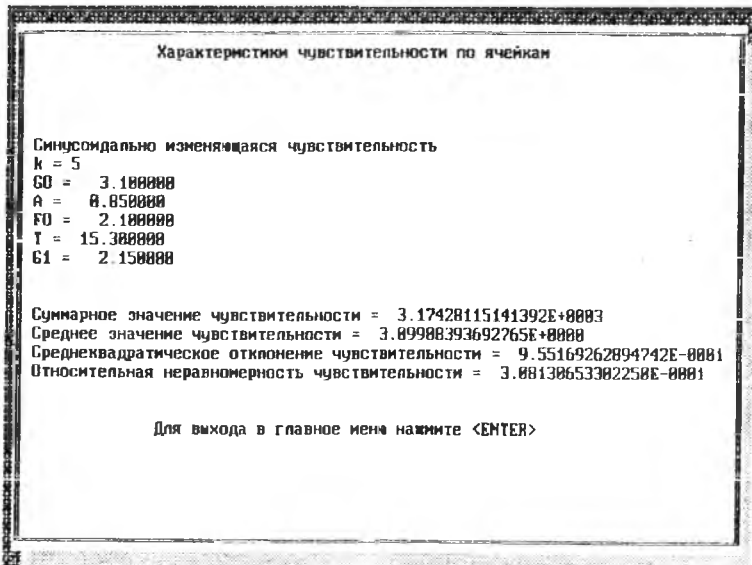 Характеристики чувствительности по ячейкам
Синусоидально изменяющаяся чувствительность
k = 5
G0 = 3.100000
A = 0.850000
F0 = 2.100000
T = 15.300000
G1 = 2.150000
Суммарное значение чувствительности = 3.17428115141392E+0003
Среднее значение чувствительности = 3.09988393692765E+0000
Среднеквадратическое отклонение чувствительности = 9.55169262894742E-0001
Относительная неравномерность чувствительности = 3.08130653302258E-0001
Для выхода в главное меню нажмите <ENTER>